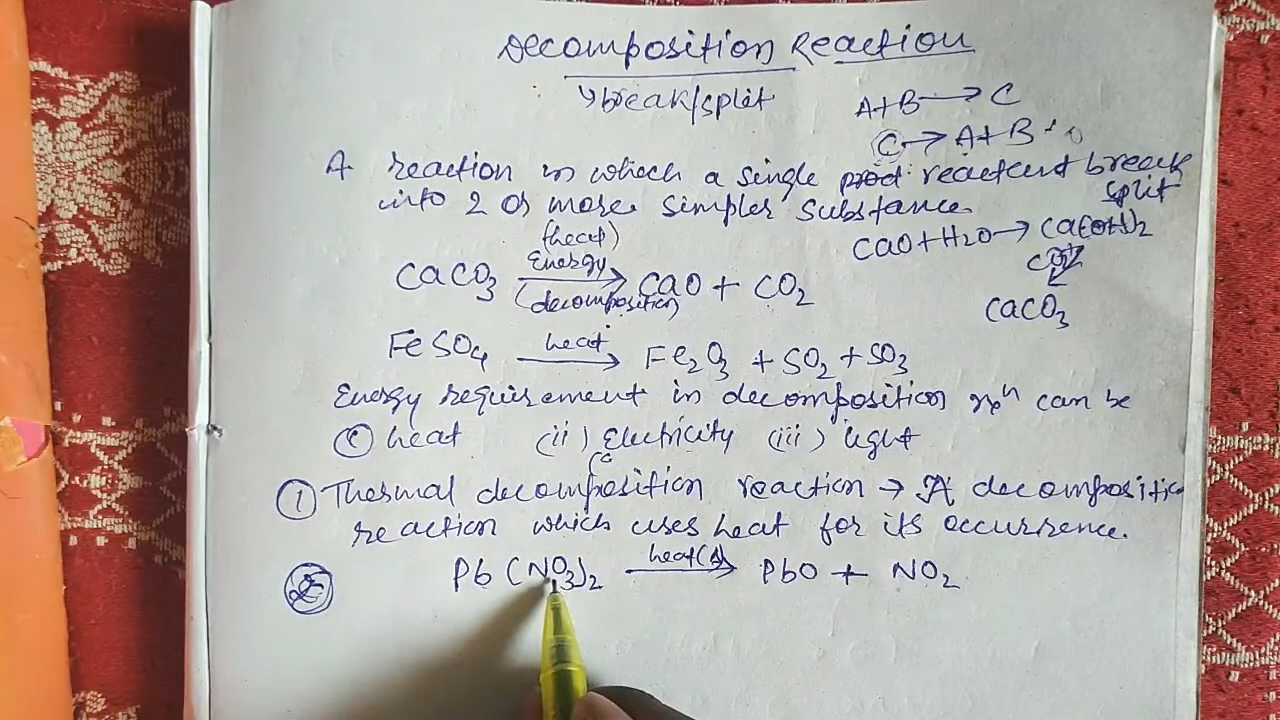 Decomposition Reaction
↳break/split
A+B → C
C → A+B
A reaction in which a single reactant break
split
into 2 or more simpler substance.
CaO+H2O → Ca(OH)2
CO2
CaCO3
(heat)
CaCO3 Energy (decomposition) → CaO + CO2
FeSO4 heat → Fe2O3 + SO2 + SO3
Energy requirement in decomposition rxn can be
(i) heat (ii) Electricity (iii) light
① Thermal decomposition reaction → A decomposition
reaction which uses heat for its occurrence.
Pb(NO3)2 heat(Δ) → PbO + NO2